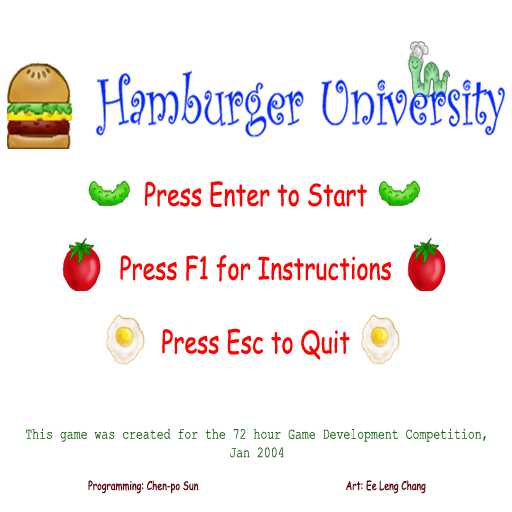 Hamburger University
Press Enter to Start
Press F1 for Instructions
Press Esc to Quit
This game was created for the 72 hour Game Development Competition,
Jan 2004
Programming: Chen-po Sun
Art: Ee Leng Chang